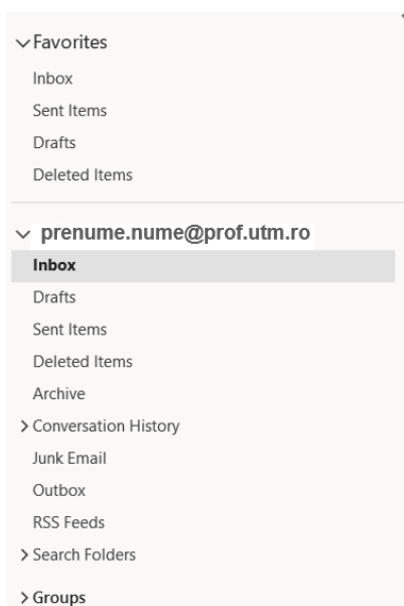 Favorites
Inbox
Sent Items
Drafts
Deleted Items
prenume.nume@prof.utm.ro
Inbox
Drafts
Sent Items
Deleted Items
Archive
Conversation History
Junk Email
Outbox
RSS Feeds
Search Folders
Groups